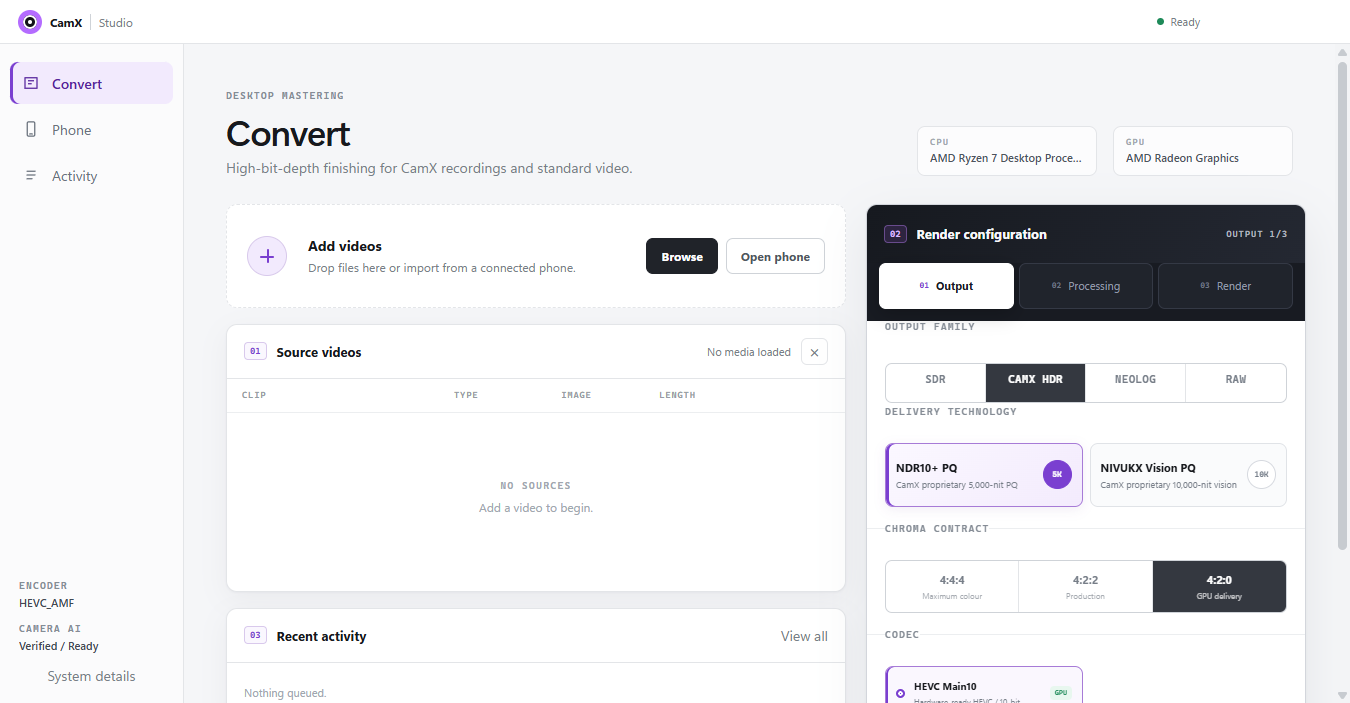 CamX Studio
Ready
Convert
Phone
Activity
ENCODER
HEVC_AMF
CAMERA AI
Verified / Ready
System details
DESKTOP MASTERING
Convert
High-bit-depth finishing for CamX recordings and standard video.
CPU
AMD Ryzen 7 Desktop Proce...
GPU
AMD Radeon Graphics
Add videos
Drop files here or import from a connected phone.
Browse
Open phone
01 Source videos
No media loaded
CLIP TYPE IMAGE LENGTH
NO SOURCES
Add a video to begin.
03 Recent activity
View all
Nothing queued.
02 Render configuration
OUTPUT 1/3
01 Output
02 Processing
03 Render
OUTPUT FAMILY
SDR CAMX HDR NEOLOG RAW
DELIVERY TECHNOLOGY
NDR10+ PQ
CamX proprietary 5,000-nit PQ
5K
NIVUKX Vision PQ
CamX proprietary 10,000-nit vision
10K
CHROMA CONTRACT
4:4:4
Maximum colour
4:2:2
Production
4:2:0
GPU delivery
CODEC
HEVC Main10
Hardware-ready HEVC / 10-bit
GPU